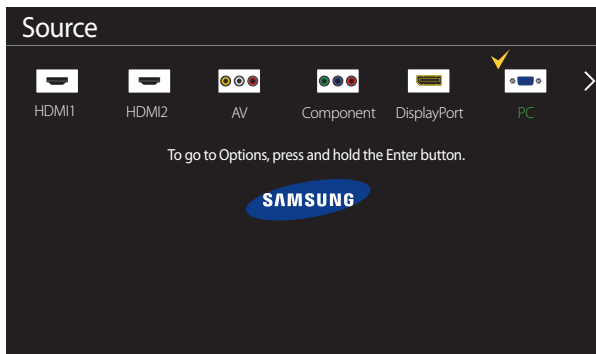 Source
HDMI1 HDMI2 AV Component DisplayPort PC
To go to Options, press and hold the Enter button.
SAMSUNG